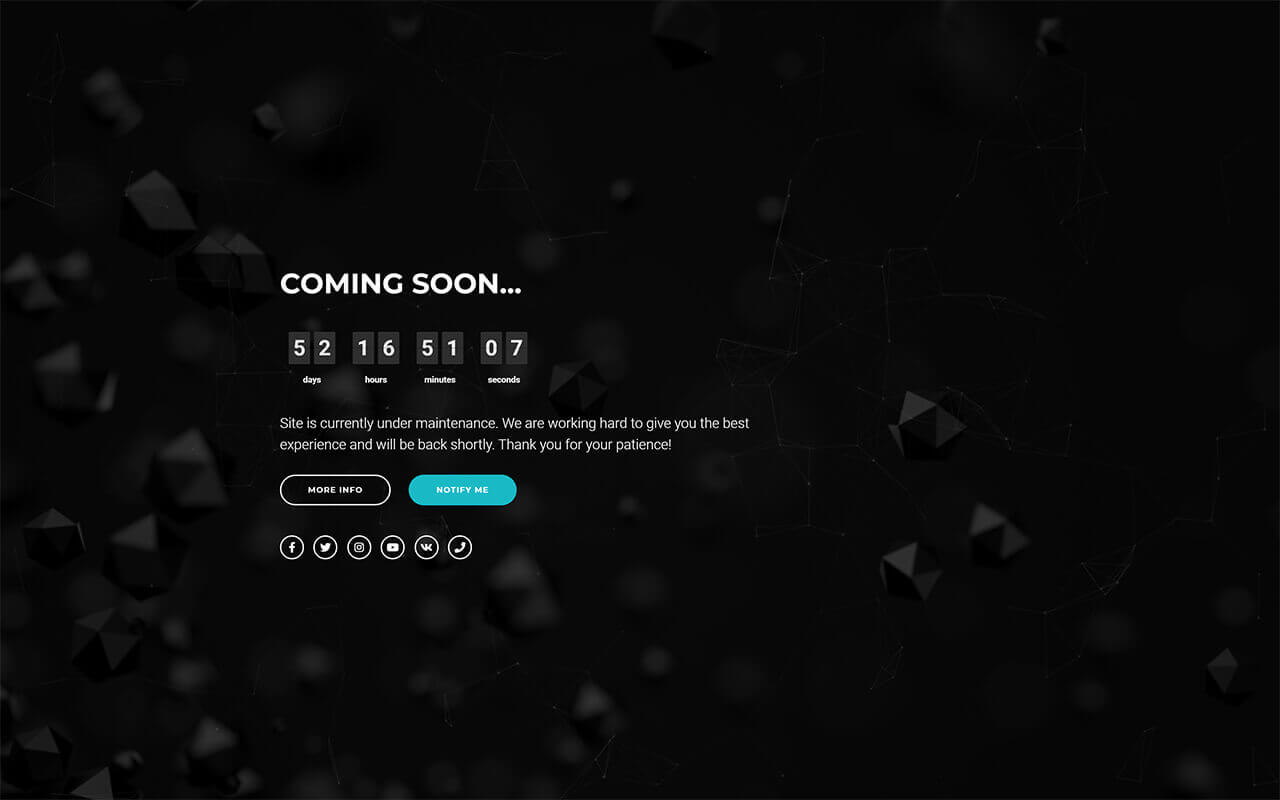 COMING SOON...
52 16 51 07
days hours minutes seconds
Site is currently under maintenance. We are working hard to give you the best
experience and will be back shortly. Thank you for your patience!
MORE INFO NOTIFY ME